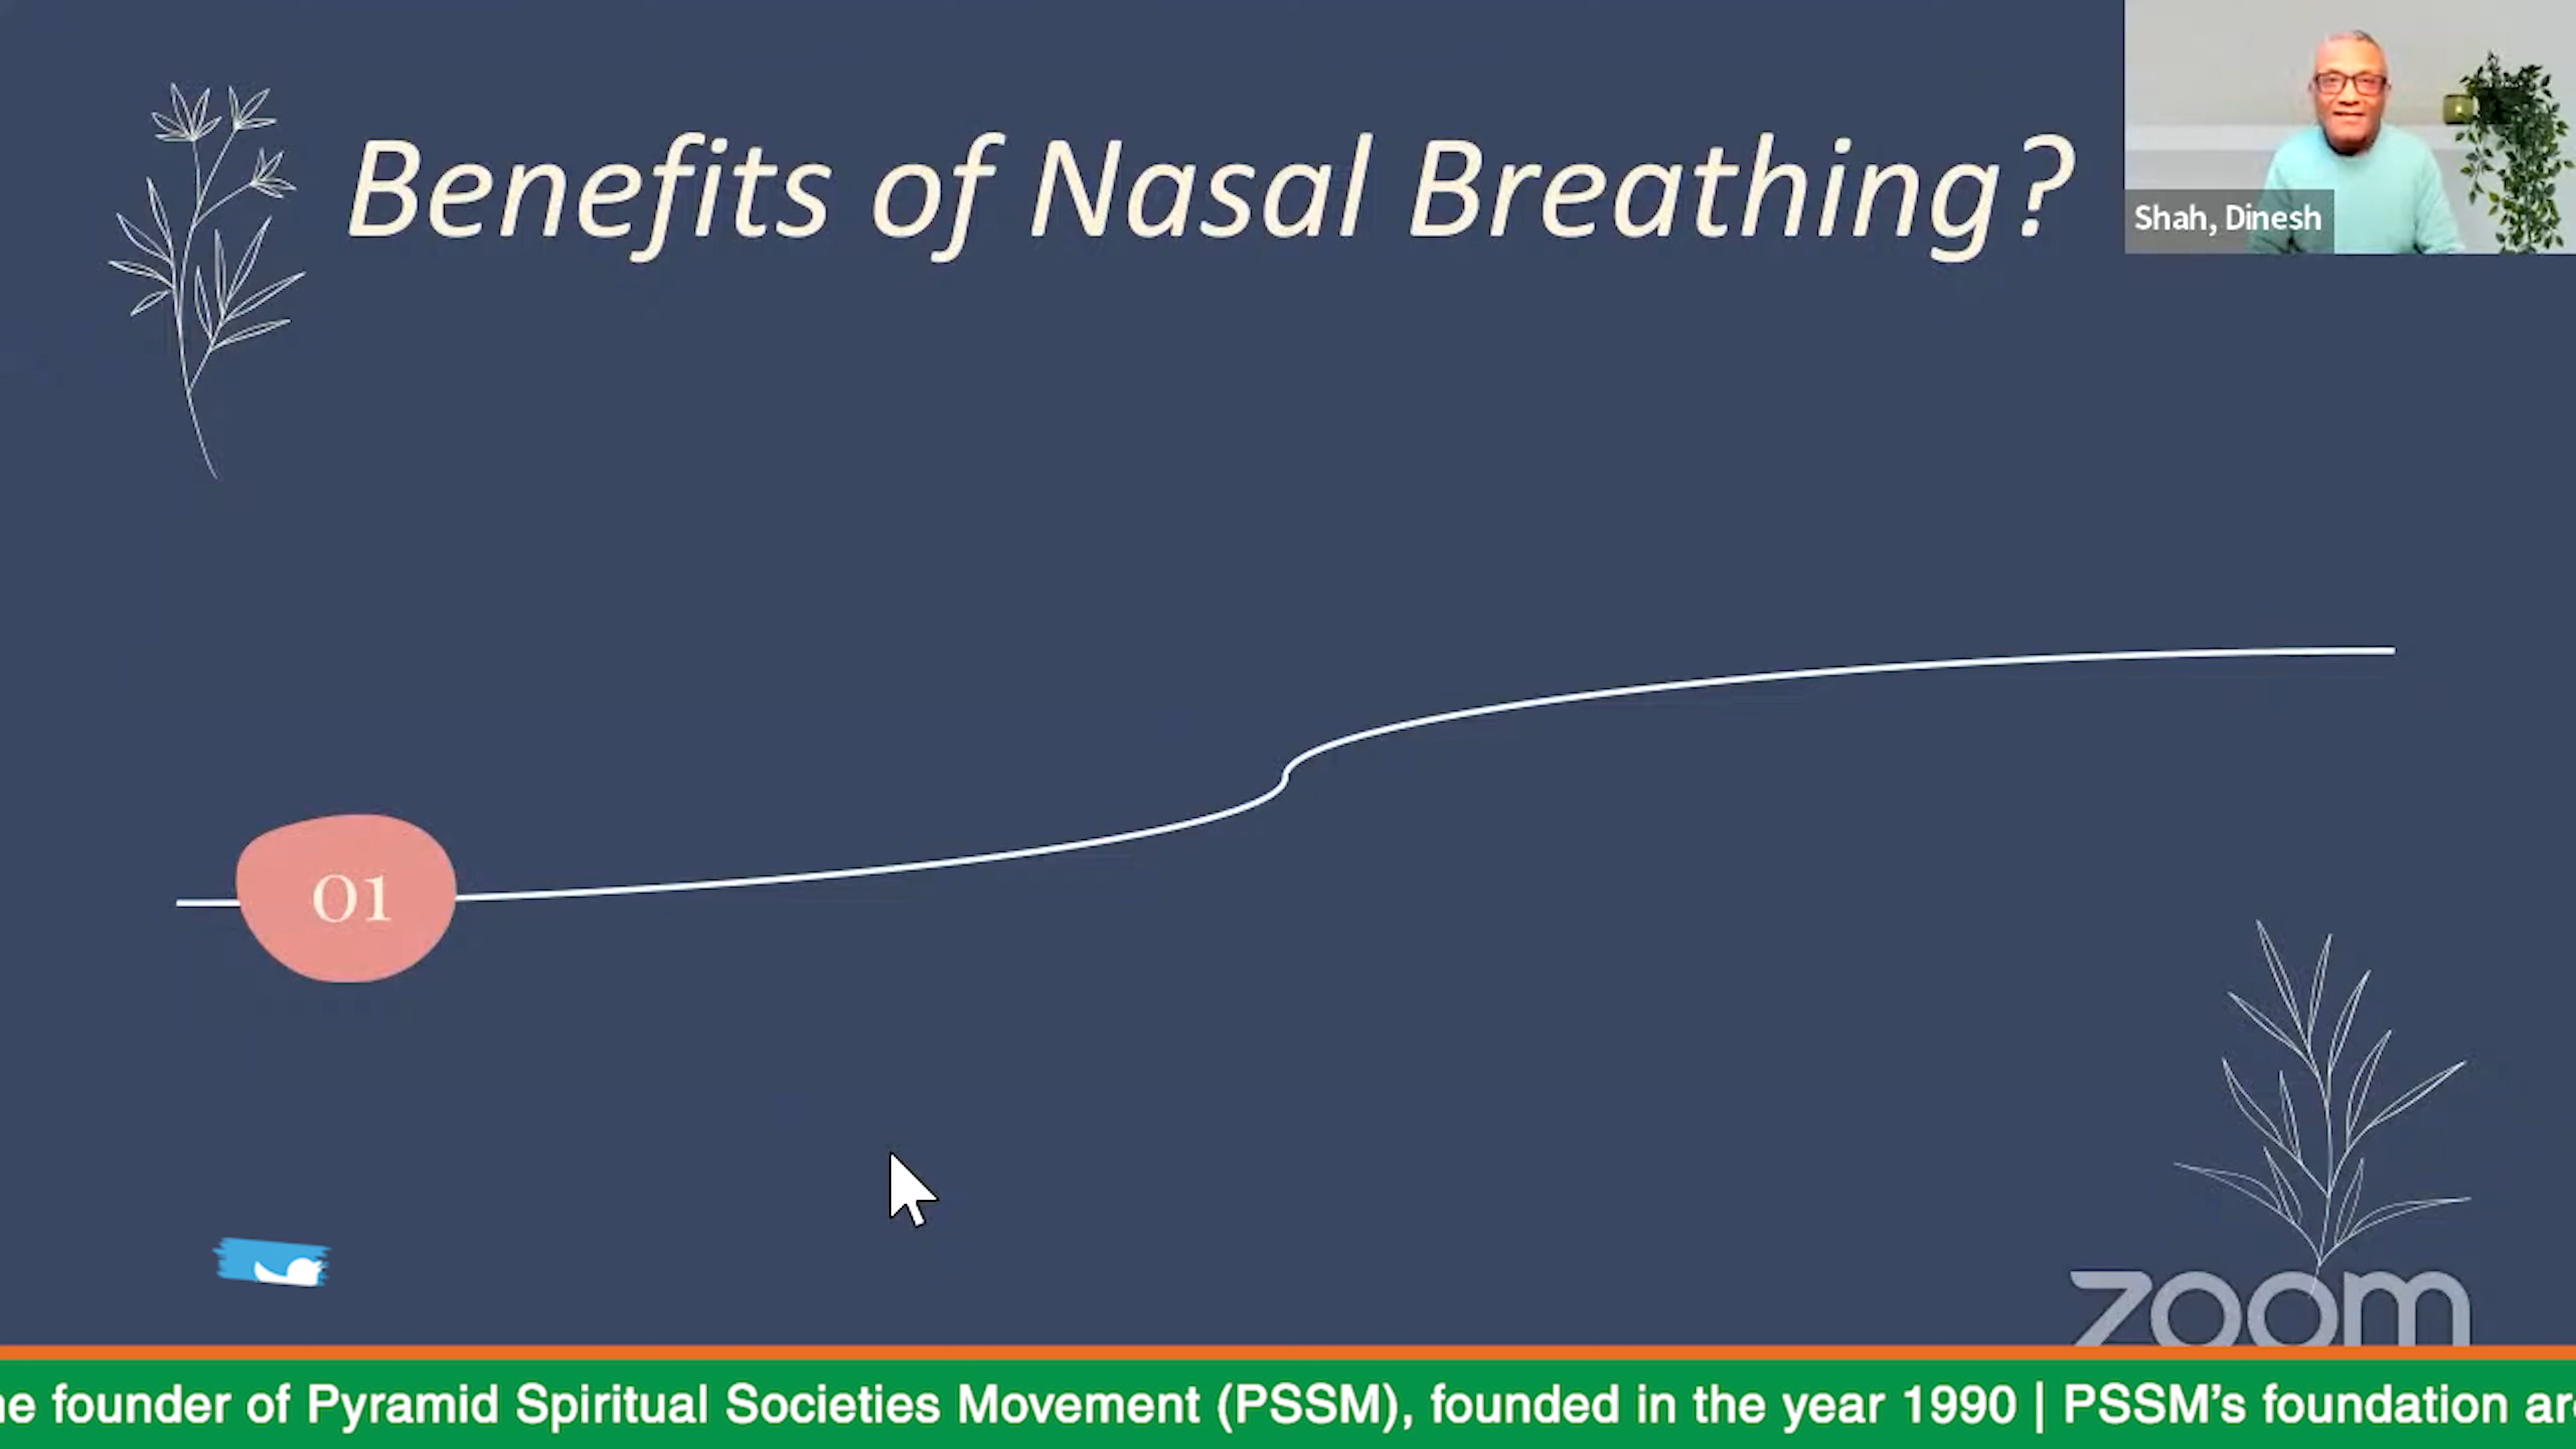 Benefits of Nasal Breathing?
Shah, Dinesh
01
zoom
founder of Pyramid Spiritual Societies Movement (PSSM), founded in the year 1990 | PSSM's foundation